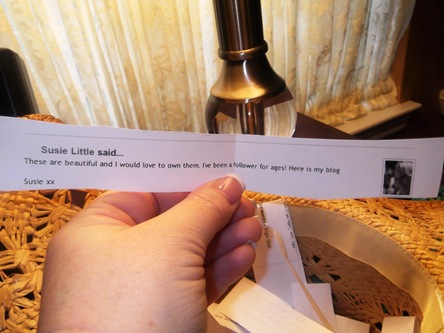 Susie Little said...
These are beautiful and I would love to own them. I've been a follower for ages! Here is my blog
Susie xx